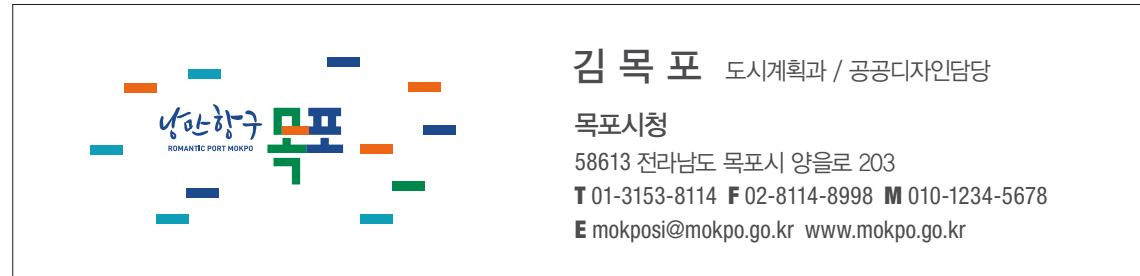 낭만항구 목포
ROMANTIC PORT MOKPO
김 목 포 도시계획과 / 공공디자인담당
목포시청
58613 전라남도 목포시 양을로 203
T 01-3153-8114 F 02-8114-8998 M 010-1234-5678
E mokposi@mokpo.go.kr www.mokpo.go.kr